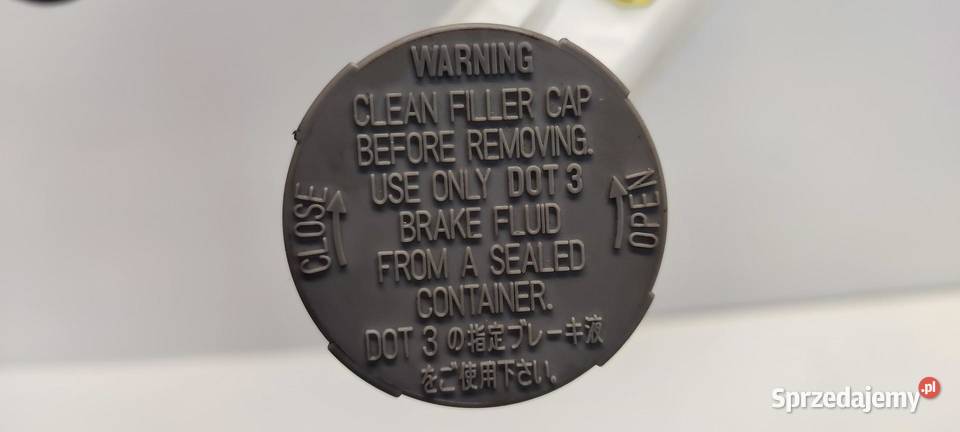 WARNING
CLEAN FILLER CAP
BEFORE REMOVING.
USE ONLY DOT 3
BRAKE FLUID
FROM A SEALED
CONTAINER.
DOT 3 の指定ブレーキ液
をご使用下さい。
CLOSE
OPEN
Sprzedajemy.pl